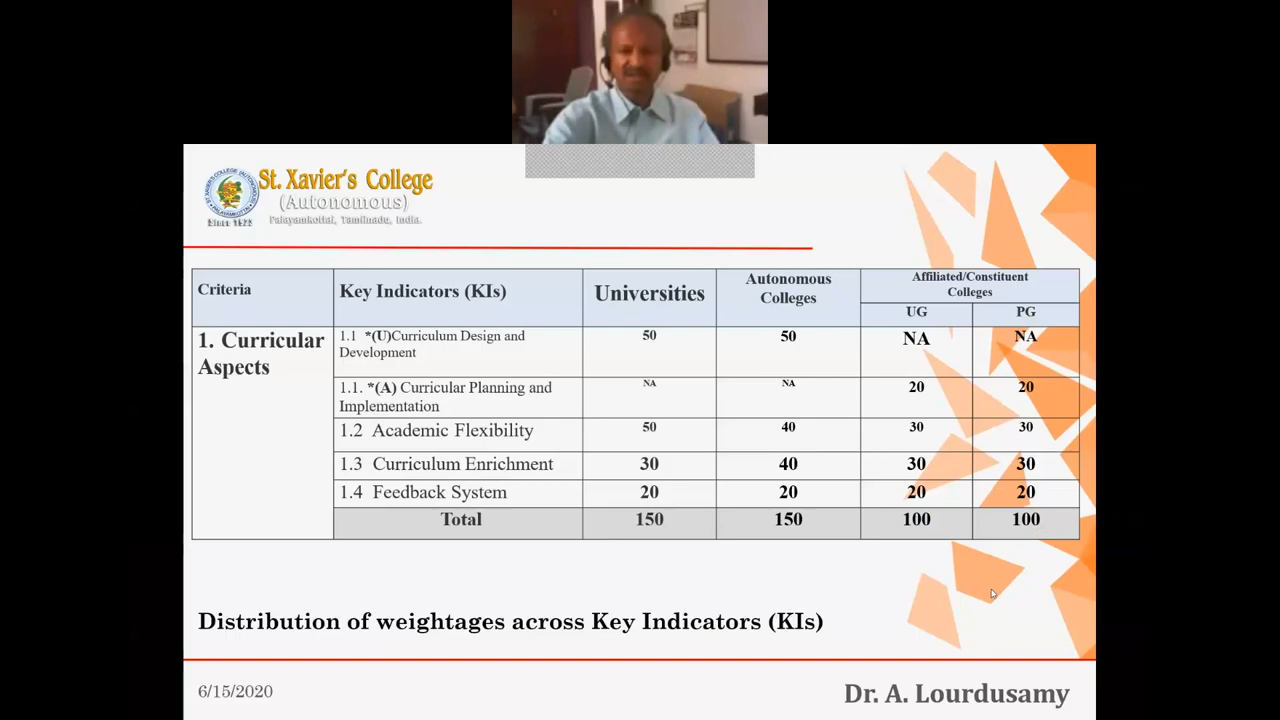 St. Xavier's College
(Autonomous)
Palayamkottai, Tamilnadu, India.
Since 1923
Criteria
Key Indicators (KIs)
Universities
Autonomous
Colleges
Affiliated/Constituent
Colleges
UG
PG
1. Curricular
Aspects
1.1 *(U)Curriculum Design and
Development
50
50
NA
NA
1.1. *(A) Curricular Planning and
Implementation
NA
NA
20
20
1.2 Academic Flexibility
50
40
30
30
1.3 Curriculum Enrichment
30
40
30
30
1.4 Feedback System
20
20
20
20
Total
150
150
100
100
Distribution of weightages across Key Indicators (KIs)
6/15/2020
Dr. A. Lourdusamy